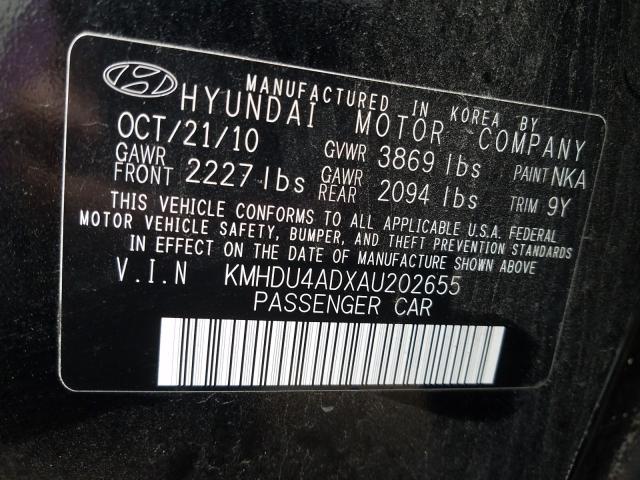 MANUFACTURED IN KOREA BY
HYUNDAI MOTOR COMPANY
OCT/21/10 GVWR 3869 lbs PAINT NKA
GAWR FRONT 2227 lbs GAWR REAR 2094 lbs TRIM 9Y
THIS VEHICLE CONFORMS TO ALL APPLICABLE U.S.A. FEDERAL
MOTOR VEHICLE SAFETY, BUMPER, AND THEFT PREVENTION STANDARDS
IN EFFECT ON THE DATE OF MANUFACTURE SHOWN ABOVE
V.I.N KMHDU4ADXAU202655
PASSENGER CAR